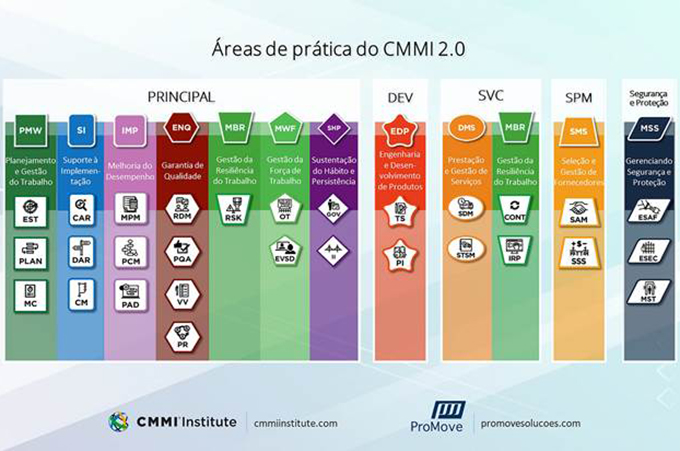 Áreas de prática do CMMI 2.0
PRINCIPAL
PMW
Planejamento
e Gestão
do Trabalho
EST
PLAN
MC
SI
Suporte à
Implemen-
tação
CAR
DAR
CM
IMP
Melhoria do
Desempenho
MPM
PCM
PAD
ENQ
Garantia de
Qualidade
RDM
PQA
VV
PR
MBR
Gestão da
Resiliência
do Trabalho
RSK
MWF
Gestão da
Força de
Trabalho
OT
EVSD
SHP
Sustentação
do Hábito e
Persistência
GOV
II
DEV
EDP
Engenharia
e Desen-
volvimento
de Produtos
TS
PI
SVC
DMS
Prestação
e Gestão de
Serviços
SDM
STSM
MBR
Gestão da
Resiliência
do Trabalho
CONT
IRP
SPM
SMS
Seleção e
Gestão de
Fornecedores
SAM
SSS
Segurança
e Proteção
MSS
Gerenciando
Segurança e
Proteção
ESAF
ESEC
MST
CMMI Institute
cmmiinstitute.com
ProMove
promovesolucoes.com